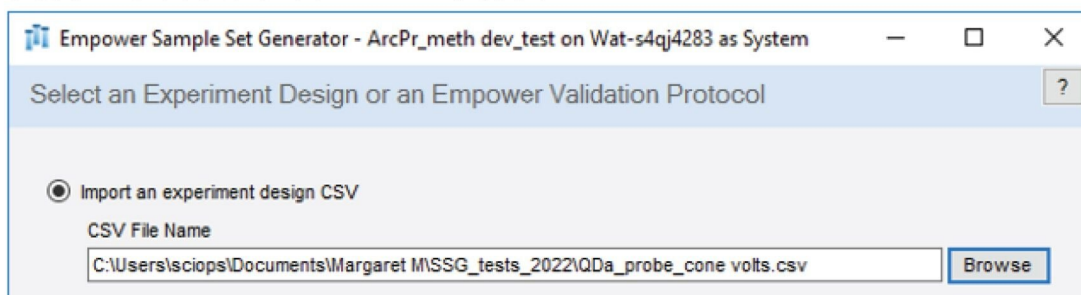 Empower Sample Set Generator - ArcPr_meth dev_test on Wat-s4qj4283 as System
Select an Experiment Design or an Empower Validation Protocol
?
Import an experiment design CSV
CSV File Name
C:\Users\sciops\Documents\Margaret M\SSG_tests_2022\QDa_probe_cone volts.csv
Browse